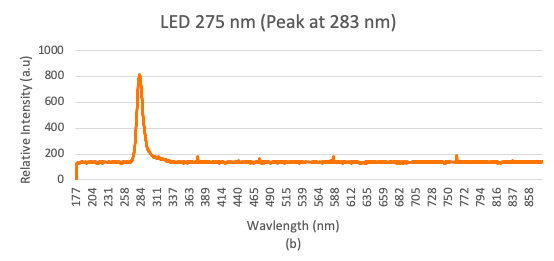 LED 275 nm (Peak at 283 nm)
Relative Intensity (a.u)
1000
800
600
400
200
0
177 204 231 258 284 311 337 363 389 414 440 465 490 515 539 564 588 612 635 659 682 705 728 750 772 794 816 837 858
Wavlength (nm)
(b)